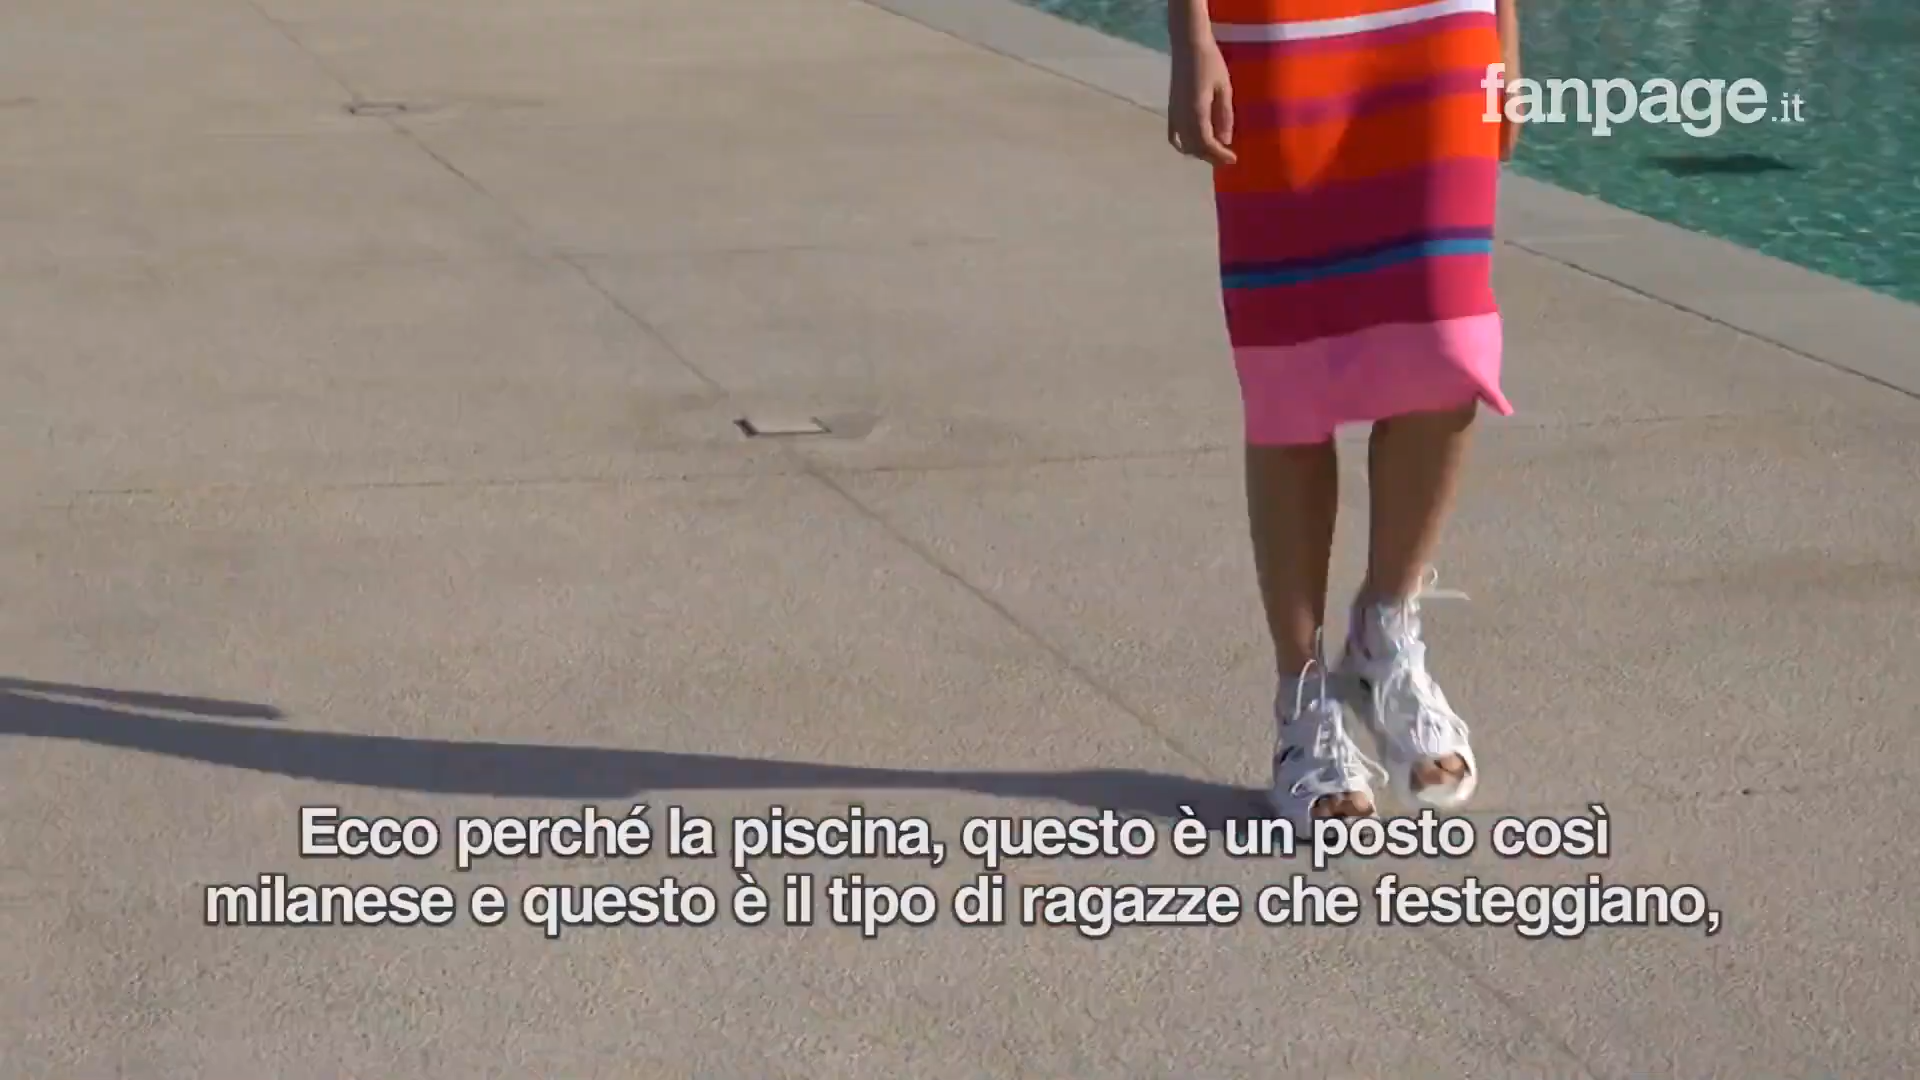 fanpage.it
Ecco perché la piscina, questo è un posto così
milanese e questo è il tipo di ragazze che festeggiano,